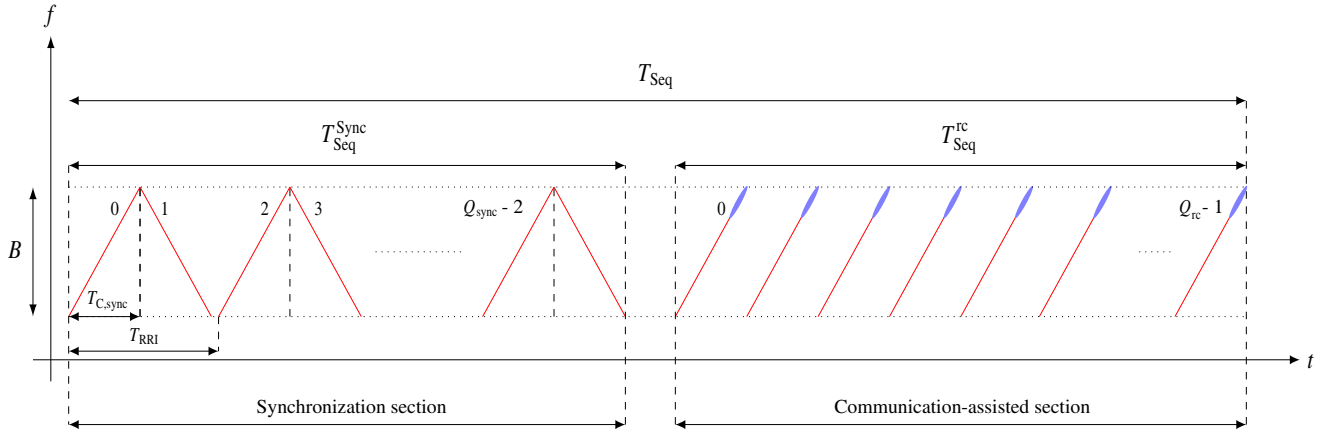 f
T_Seq
T_Seq^Sync
T_Seq^rc
0 1 2 3 Q_sync - 2 0 Q_rc - 1
B
T_C,sync
T_RRI
t
Synchronization section
Communication-assisted section